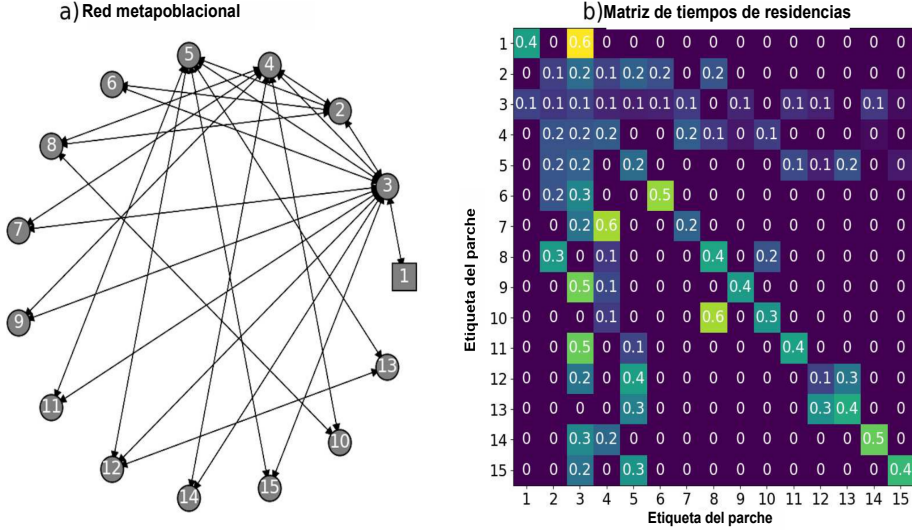 a) Red metapoblacional
5
4
6
2
8
3
7
1
9
13
11
10
12
15
14
b)Matriz de tiempos de residencias
Etiqueta del parche
1 0.4 0 0.6 0 0 0 0 0 0 0 0 0 0 0 0
2 0 0.1 0.2 0.1 0.2 0.2 0 0.2 0 0 0 0 0 0 0
3 0.1 0.1 0.1 0.1 0.1 0.1 0.1 0 0.1 0 0.1 0.1 0 0.1 0
4 0 0.2 0.2 0.2 0 0 0.2 0.1 0 0.1 0 0 0 0 0
5 0 0.2 0.2 0 0.2 0 0 0 0 0 0.1 0.1 0.2 0 0
6 0 0.2 0.3 0 0 0.5 0 0 0 0 0 0 0 0 0
7 0 0 0.2 0.6 0 0 0.2 0 0 0 0 0 0 0 0
8 0 0.3 0 0.1 0 0 0 0.4 0 0.2 0 0 0 0 0
9 0 0 0.5 0.1 0 0 0 0 0.4 0 0 0 0 0 0
10 0 0 0 0.1 0 0 0 0.6 0 0.3 0 0 0 0 0
11 0 0 0.5 0 0.1 0 0 0 0 0 0.4 0 0 0 0
12 0 0 0.2 0 0.4 0 0 0 0 0 0 0.1 0.3 0 0
13 0 0 0 0 0.3 0 0 0 0 0 0 0.3 0.4 0 0
14 0 0 0.3 0.2 0 0 0 0 0 0 0 0 0 0.5 0
15 0 0 0.2 0 0.3 0 0 0 0 0 0 0 0 0 0.4
1 2 3 4 5 6 7 8 9 10 11 12 13 14 15
Etiqueta del parche